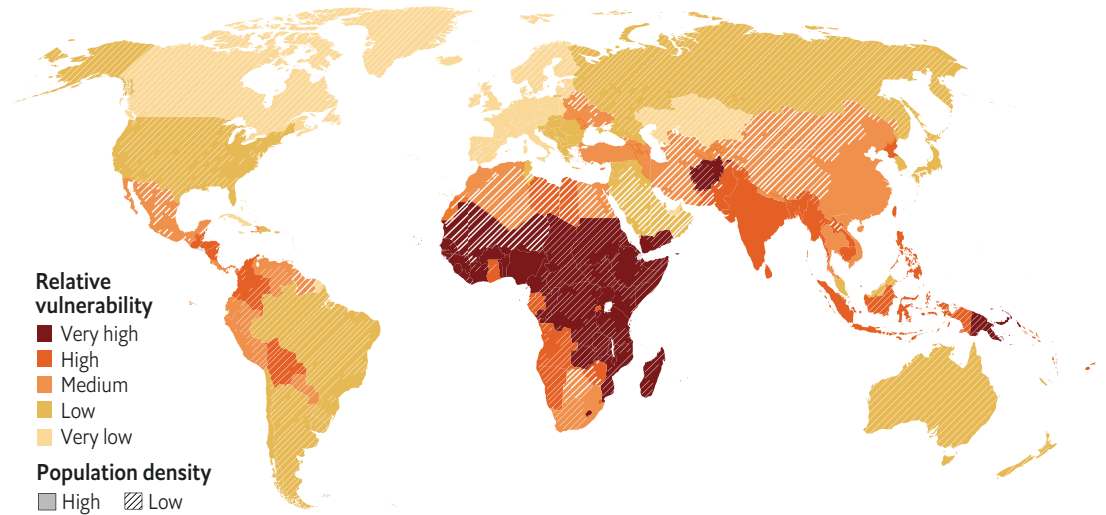 Relative
vulnerability
Very high
High
Medium
Low
Very low
Population density
High Low